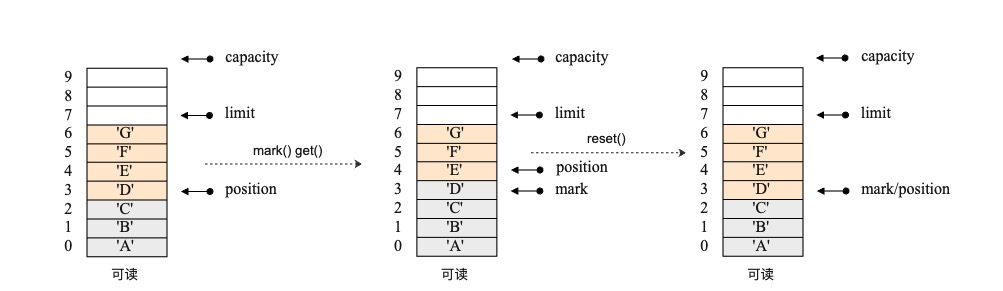 capacity
9
8
7
limit
6 'G'
5 'F'
4 'E'
3 'D'
position
2 'C'
1 'B'
0 'A'
可读
mark() get()
capacity
9
8
7
limit
6 'G'
5 'F'
4 'E'
position
3 'D'
mark
2 'C'
1 'B'
0 'A'
可读
reset()
capacity
9
8
7
limit
6 'G'
5 'F'
4 'E'
3 'D'
mark/position
2 'C'
1 'B'
0 'A'
可读